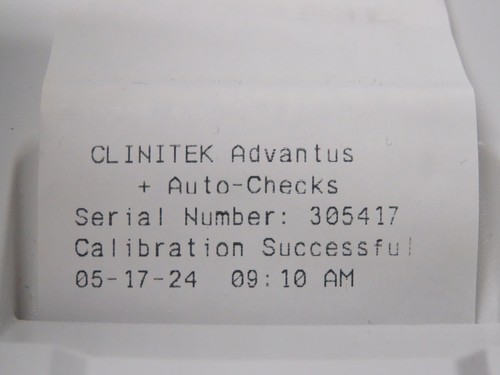 CLINITEK Advantus
+ Auto-Checks
Serial Number: 305417
Calibration Successful
05-17-24 09:10 AM